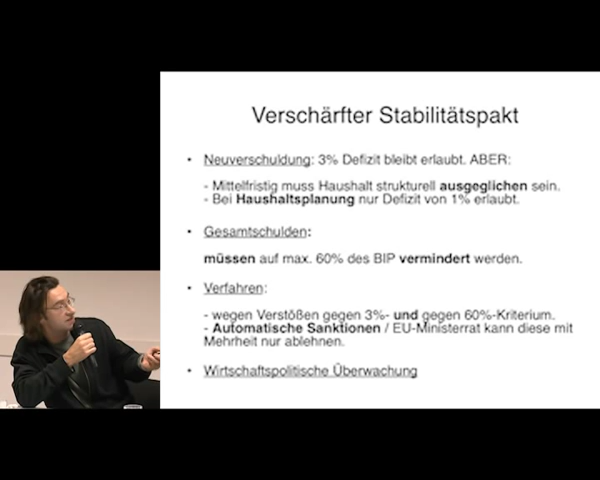 Verschärfter Stabilitätspakt
• Neuverschuldung: 3% Defizit bleibt erlaubt. ABER:
- Mittelfristig muss Haushalt strukturell ausgeglichen sein.
- Bei Haushaltsplanung nur Defizit von 1% erlaubt.
• Gesamtschulden:
müssen auf max. 60% des BIP vermindert werden.
• Verfahren:
- wegen Verstößen gegen 3%- und gegen 60%-Kriterium.
- Automatische Sanktionen / EU-Ministerrat kann diese mit
Mehrheit nur ablehnen.
• Wirtschaftspolitische Überwachung